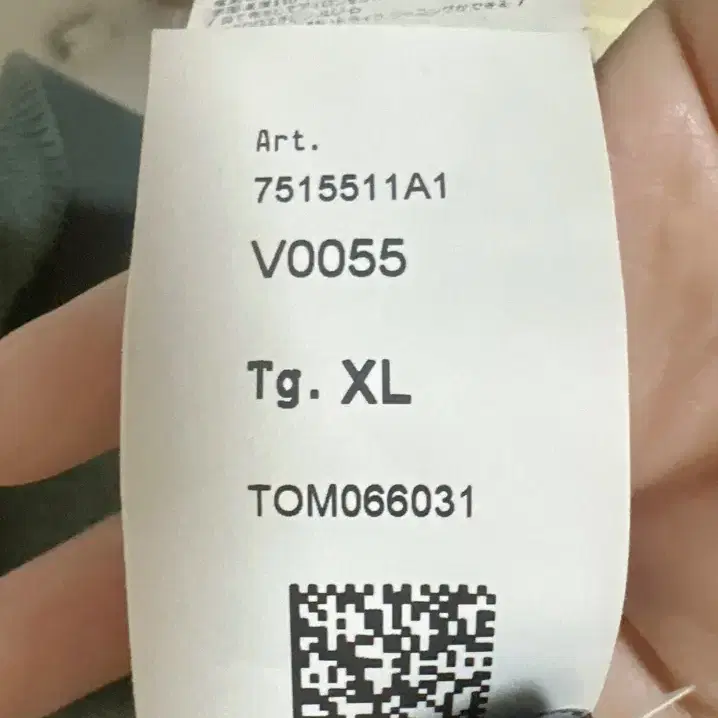 Art.
7515511A1
V0055
Tg. XL
TOM066031